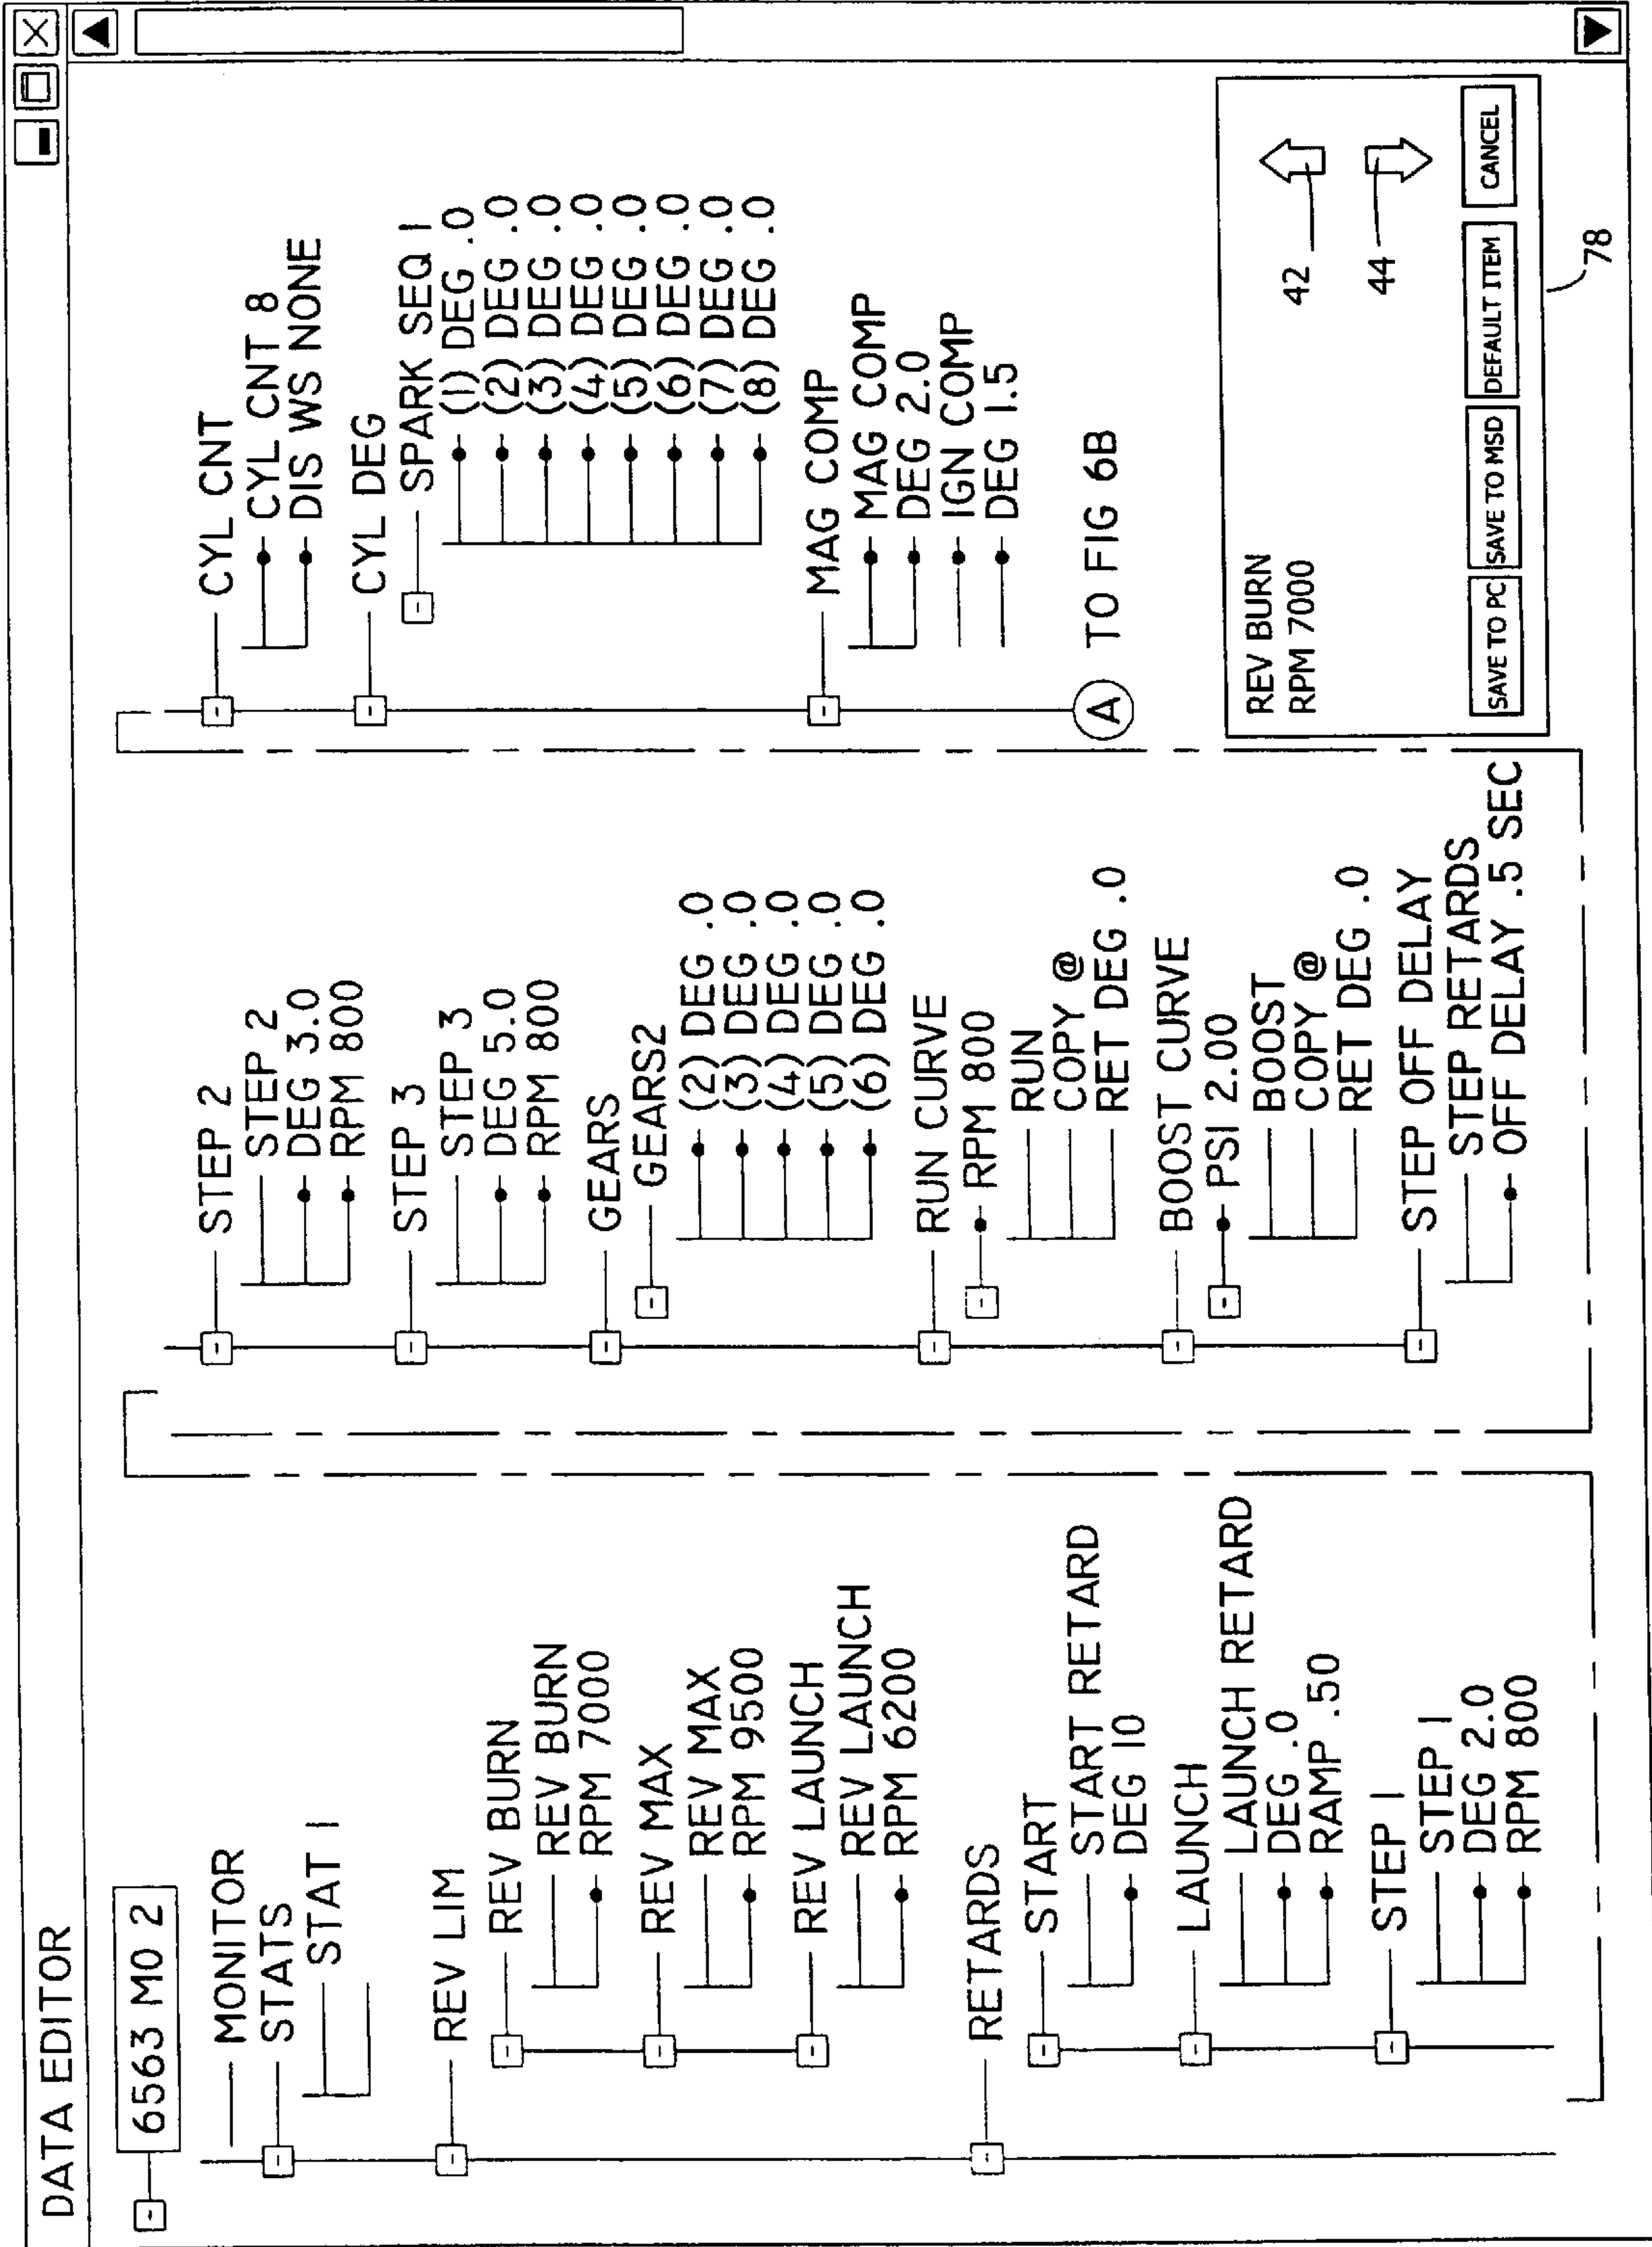 DATA EDITOR
6563 MO 2
MONITOR
STATS
STAT 1
REV LIM
REV BURN
REV BURN
RPM 7000
REV MAX
REV MAX
RPM 9500
REV LAUNCH
REV LAUNCH
RPM 6200
RETARDS
START
START RETARD
DEG 10
LAUNCH
LAUNCH RETARD
DEG .0
RAMP .50
STEP 1
STEP 1
DEG 2.0
RPM 800
STEP 2
STEP 2
DEG 3.0
RPM 800
STEP 3
STEP 3
DEG 5.0
RPM 800
GEARS
GEARS2
(2) DEG .0
(3) DEG .0
(4) DEG .0
(5) DEG .0
(6) DEG .0
RUN CURVE
RPM 800
RUN
COPY @
RET DEG .0
BOOST CURVE
PSI 2.00
BOOST
COPY @
RET DEG .0
STEP OFF DELAY
STEP RETARDS
OFF DELAY .5 SEC
CYL CNT
CYL CNT 8
DIS WS NONE
CYL DEG
SPARK SEQ 1
(1) DEG .0
(2) DEG .0
(3) DEG .0
(4) DEG .0
(5) DEG .0
(6) DEG .0
(7) DEG .0
(8) DEG .0
MAG COMP
MAG COMP
DEG 2.0
IGN COMP
DEG 1.5
A TO FIG 6B
REV BURN
RPM 7000
42
44
SAVE TO PC SAVE TO MSD DEFAULT ITEM CANCEL
78